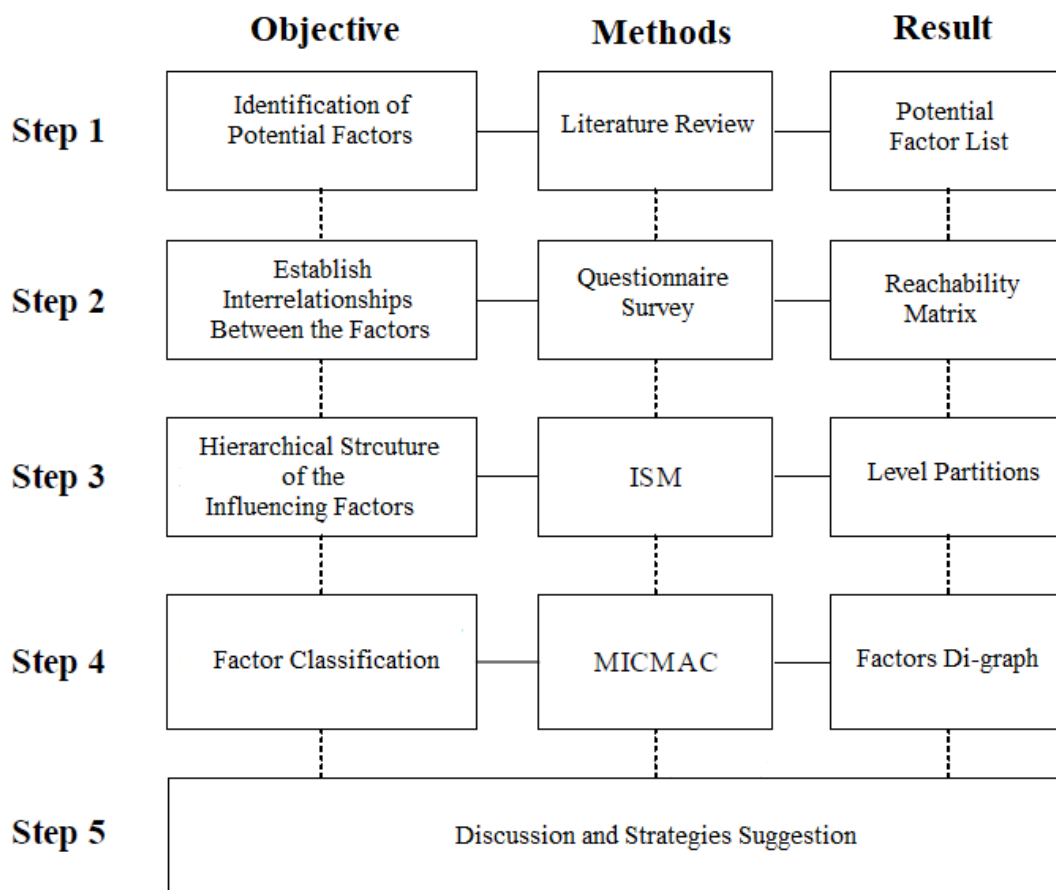 Objective
Methods
Result
Step 1
Identification of
Potential Factors
Literature Review
Potential
Factor List
Step 2
Establish
Interrelationships
Between the Factors
Questionnaire
Survey
Reachability
Matrix
Step 3
Hierarchical Strcuture
of the
Influencing Factors
ISM
Level Partitions
Step 4
Factor Classification
MICMAC
Factors Di-graph
Step 5
Discussion and Strategies Suggestion